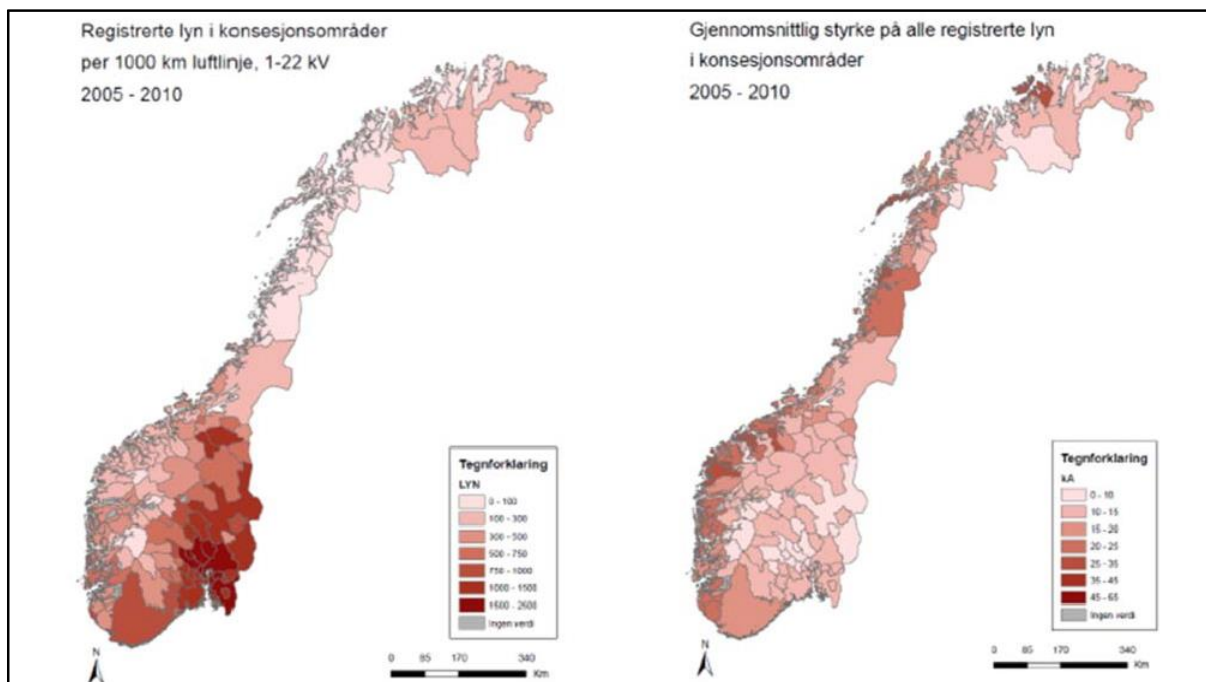 Registrerte lyn i konsesjonsområder
per 1000 km luftlinje, 1-22 kV
2005 - 2010
Tegnforklaring
LYN
0 - 100
100 - 300
300 - 500
500 - 750
750 - 1000
1000 - 1500
1500 - 2600
Ingen verdi
N
0 85 170 340
Km
Gjennomsnittlig styrke på alle registrerte lyn
i konsesjonsområder
2005 - 2010
Tegnforklaring
kA
0 - 10
10 - 15
15 - 20
20 - 25
25 - 35
35 - 45
45 - 65
Ingen verdi
N
0 85 170 340
Km